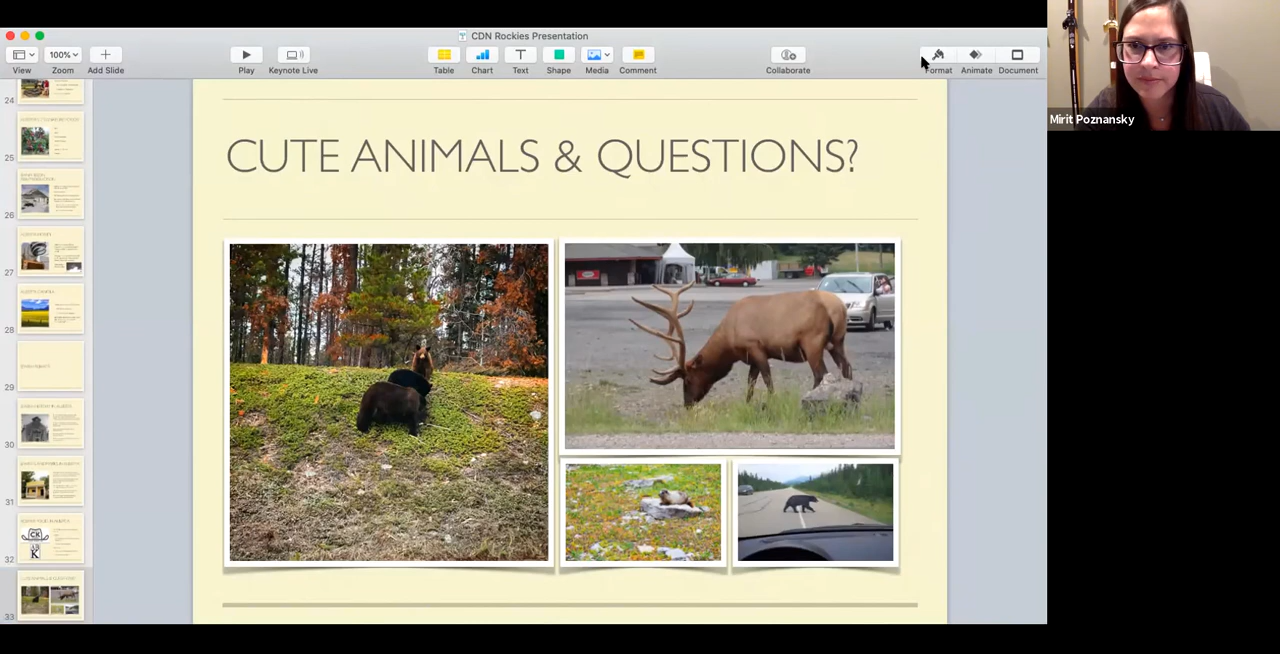 CDN Rockies Presentation
View
100%
Zoom
Add Slide
Play
Keynote Live
Table
Chart
Text
Shape
Media
Comment
Collaborate
Format
Animate
Document
Mirit Poznansky
24
25
26
27
28
29
30
31
32
33
CUTE ANIMALS & QUESTIONS?